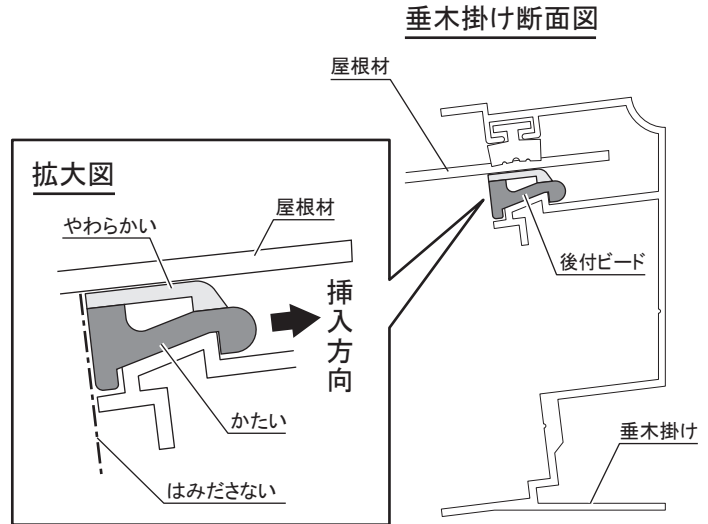 垂木掛け断面図
屋根材
拡大図
屋根材
やわらかい
挿入方向
後付ビード
かたい
垂木掛け
はみださない